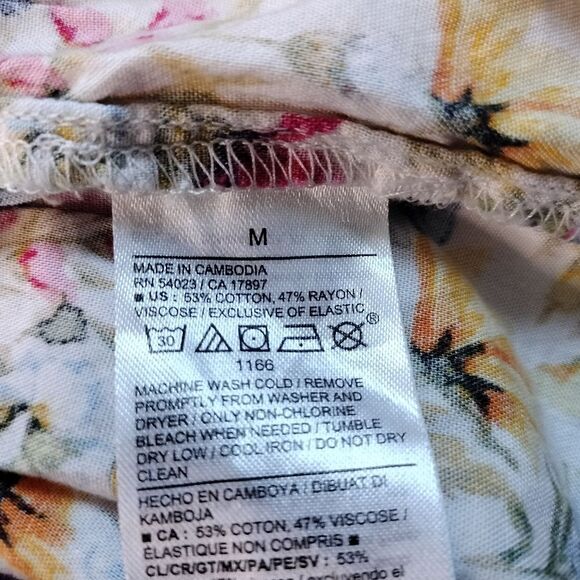 M
MADE IN CAMBODIA
RN 54023 / CA 17897
■ US : 53% COTTON, 47% RAYON /
VISCOSE / EXCLUSIVE OF ELASTIC
30 ®
1166
MACHINE WASH COLD / REMOVE
PROMPTLY FROM WASHER AND
DRYER / ONLY NON-CHLORINE
BLEACH WHEN NEEDED / TUMBLE
DRY LOW / COOL IRON / DO NOT DRY
CLEAN
HECHO EN CAMBOYA / DIBUAT DI
KAMBOJA
■ CA : 53% COTON, 47% VISCOSE /
ÉLASTIQUE NON COMPRIS ■
CL/CR/GT/MX/PA/PE/SV : 53%
excluyendo el